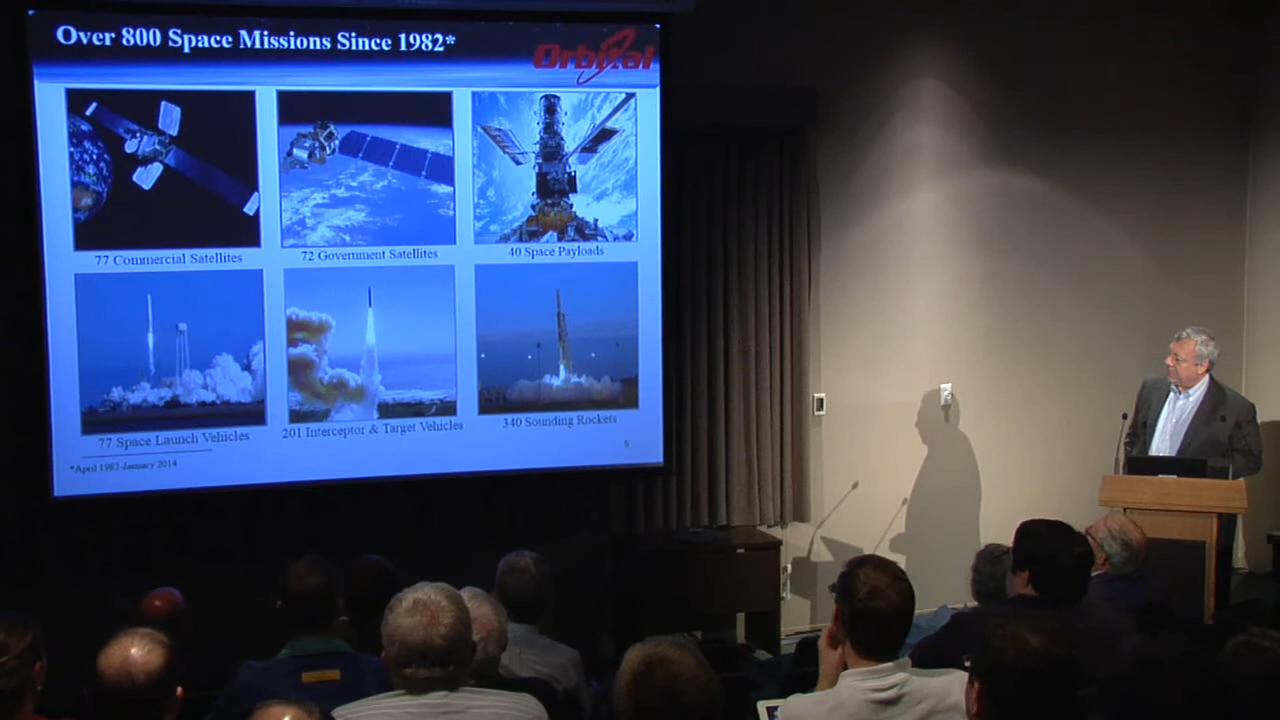 Over 800 Space Missions Since 1982*
Orbital
77 Commercial Satellites
72 Government Satellites
40 Space Payloads
77 Space Launch Vehicles
201 Interceptor & Target Vehicles
340 Sounding Rockets
*April 1982-January 2014
5